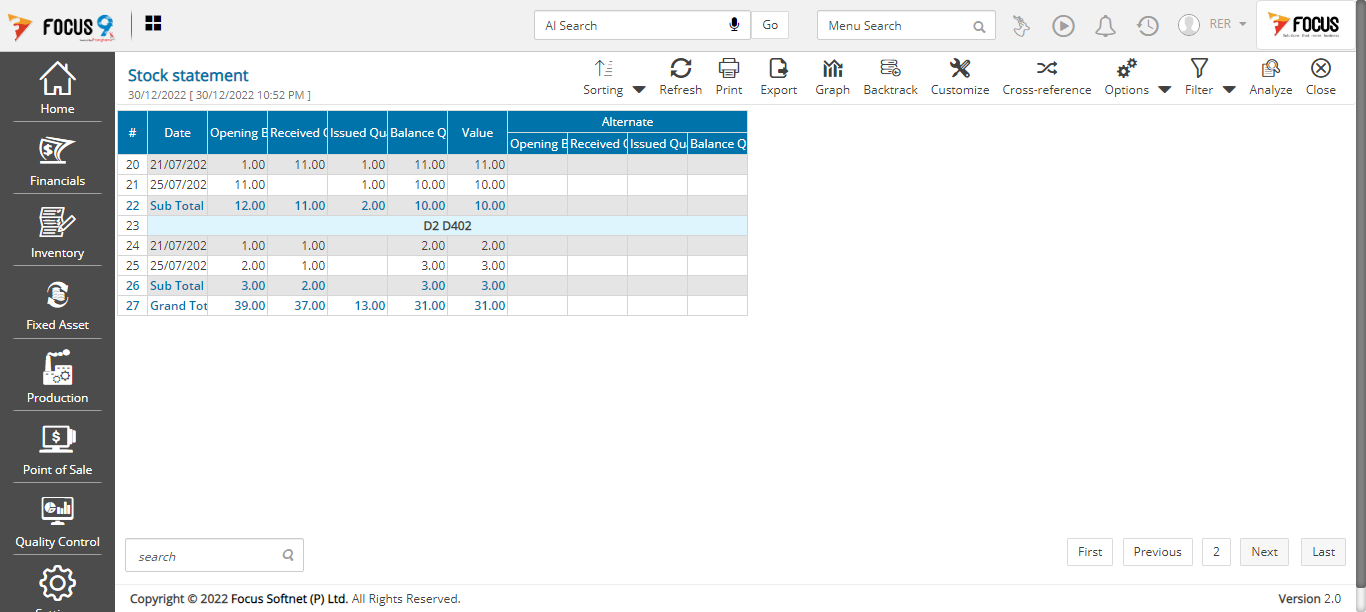 FOCUS 9
AI Search
Go
Menu Search
RER
FOCUS
Home
Financials
Inventory
Fixed Asset
Production
Point of Sale
Quality Control
Stock statement
30/12/2022 [ 30/12/2022 10:52 PM ]
Sorting Refresh Print Export Graph Backtrack Customize Cross-reference Options Filter Analyze Close
# Date Opening B Received Q Issued Qu Balance Q Value Alternate
Opening B Received Q Issued Qu Balance Q
20 21/07/202 1.00 11.00 1.00 11.00 11.00
21 25/07/202 11.00 1.00 10.00 10.00
22 Sub Total 12.00 11.00 2.00 10.00 10.00
23 D2 D402
24 21/07/202 1.00 1.00 2.00 2.00
25 25/07/202 2.00 1.00 3.00 3.00
26 Sub Total 3.00 2.00 3.00 3.00
27 Grand Tot 39.00 37.00 13.00 31.00 31.00
search
First Previous 2 Next Last
Copyright © 2022 Focus Softnet (P) Ltd. All Rights Reserved.
Version 2.0